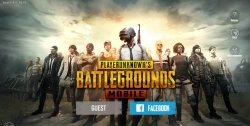 PLAYERUNKNOWN'S
BATTLEGROUNDS
MOBILE
GUEST
FACEBOOK